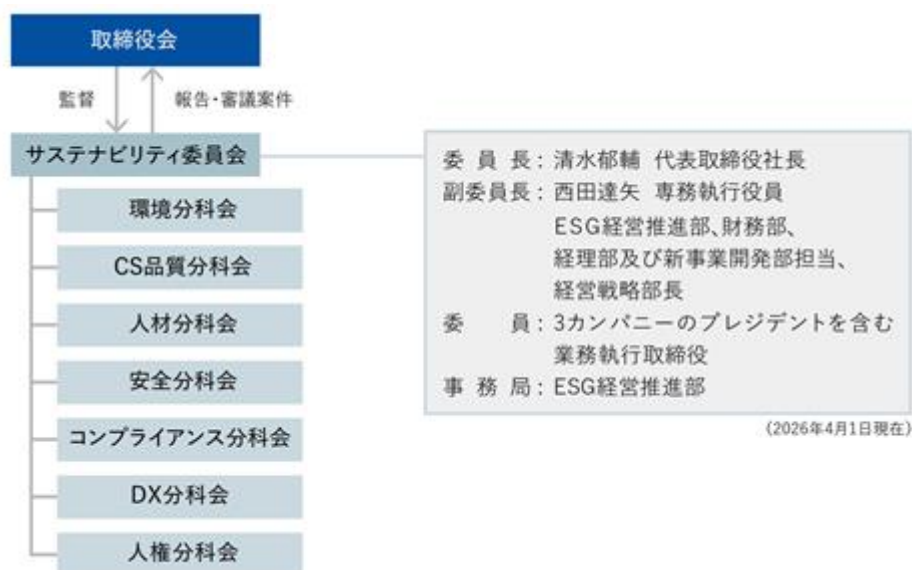 取締役会
監督
報告・審議案件
サステナビリティ委員会
環境分科会
CS品質分科会
人材分科会
安全分科会
コンプライアンス分科会
DX分科会
人権分科会
委員長：清水郁輔 代表取締役社長
副委員長：西田達矢 専務執行役員
ESG経営推進部、財務部、
経理部及び新事業開発部担当、
経営戦略部長
委員：3カンパニーのプレジデントを含む
業務執行取締役
事務局：ESG経営推進部
(2026年4月1日現在)